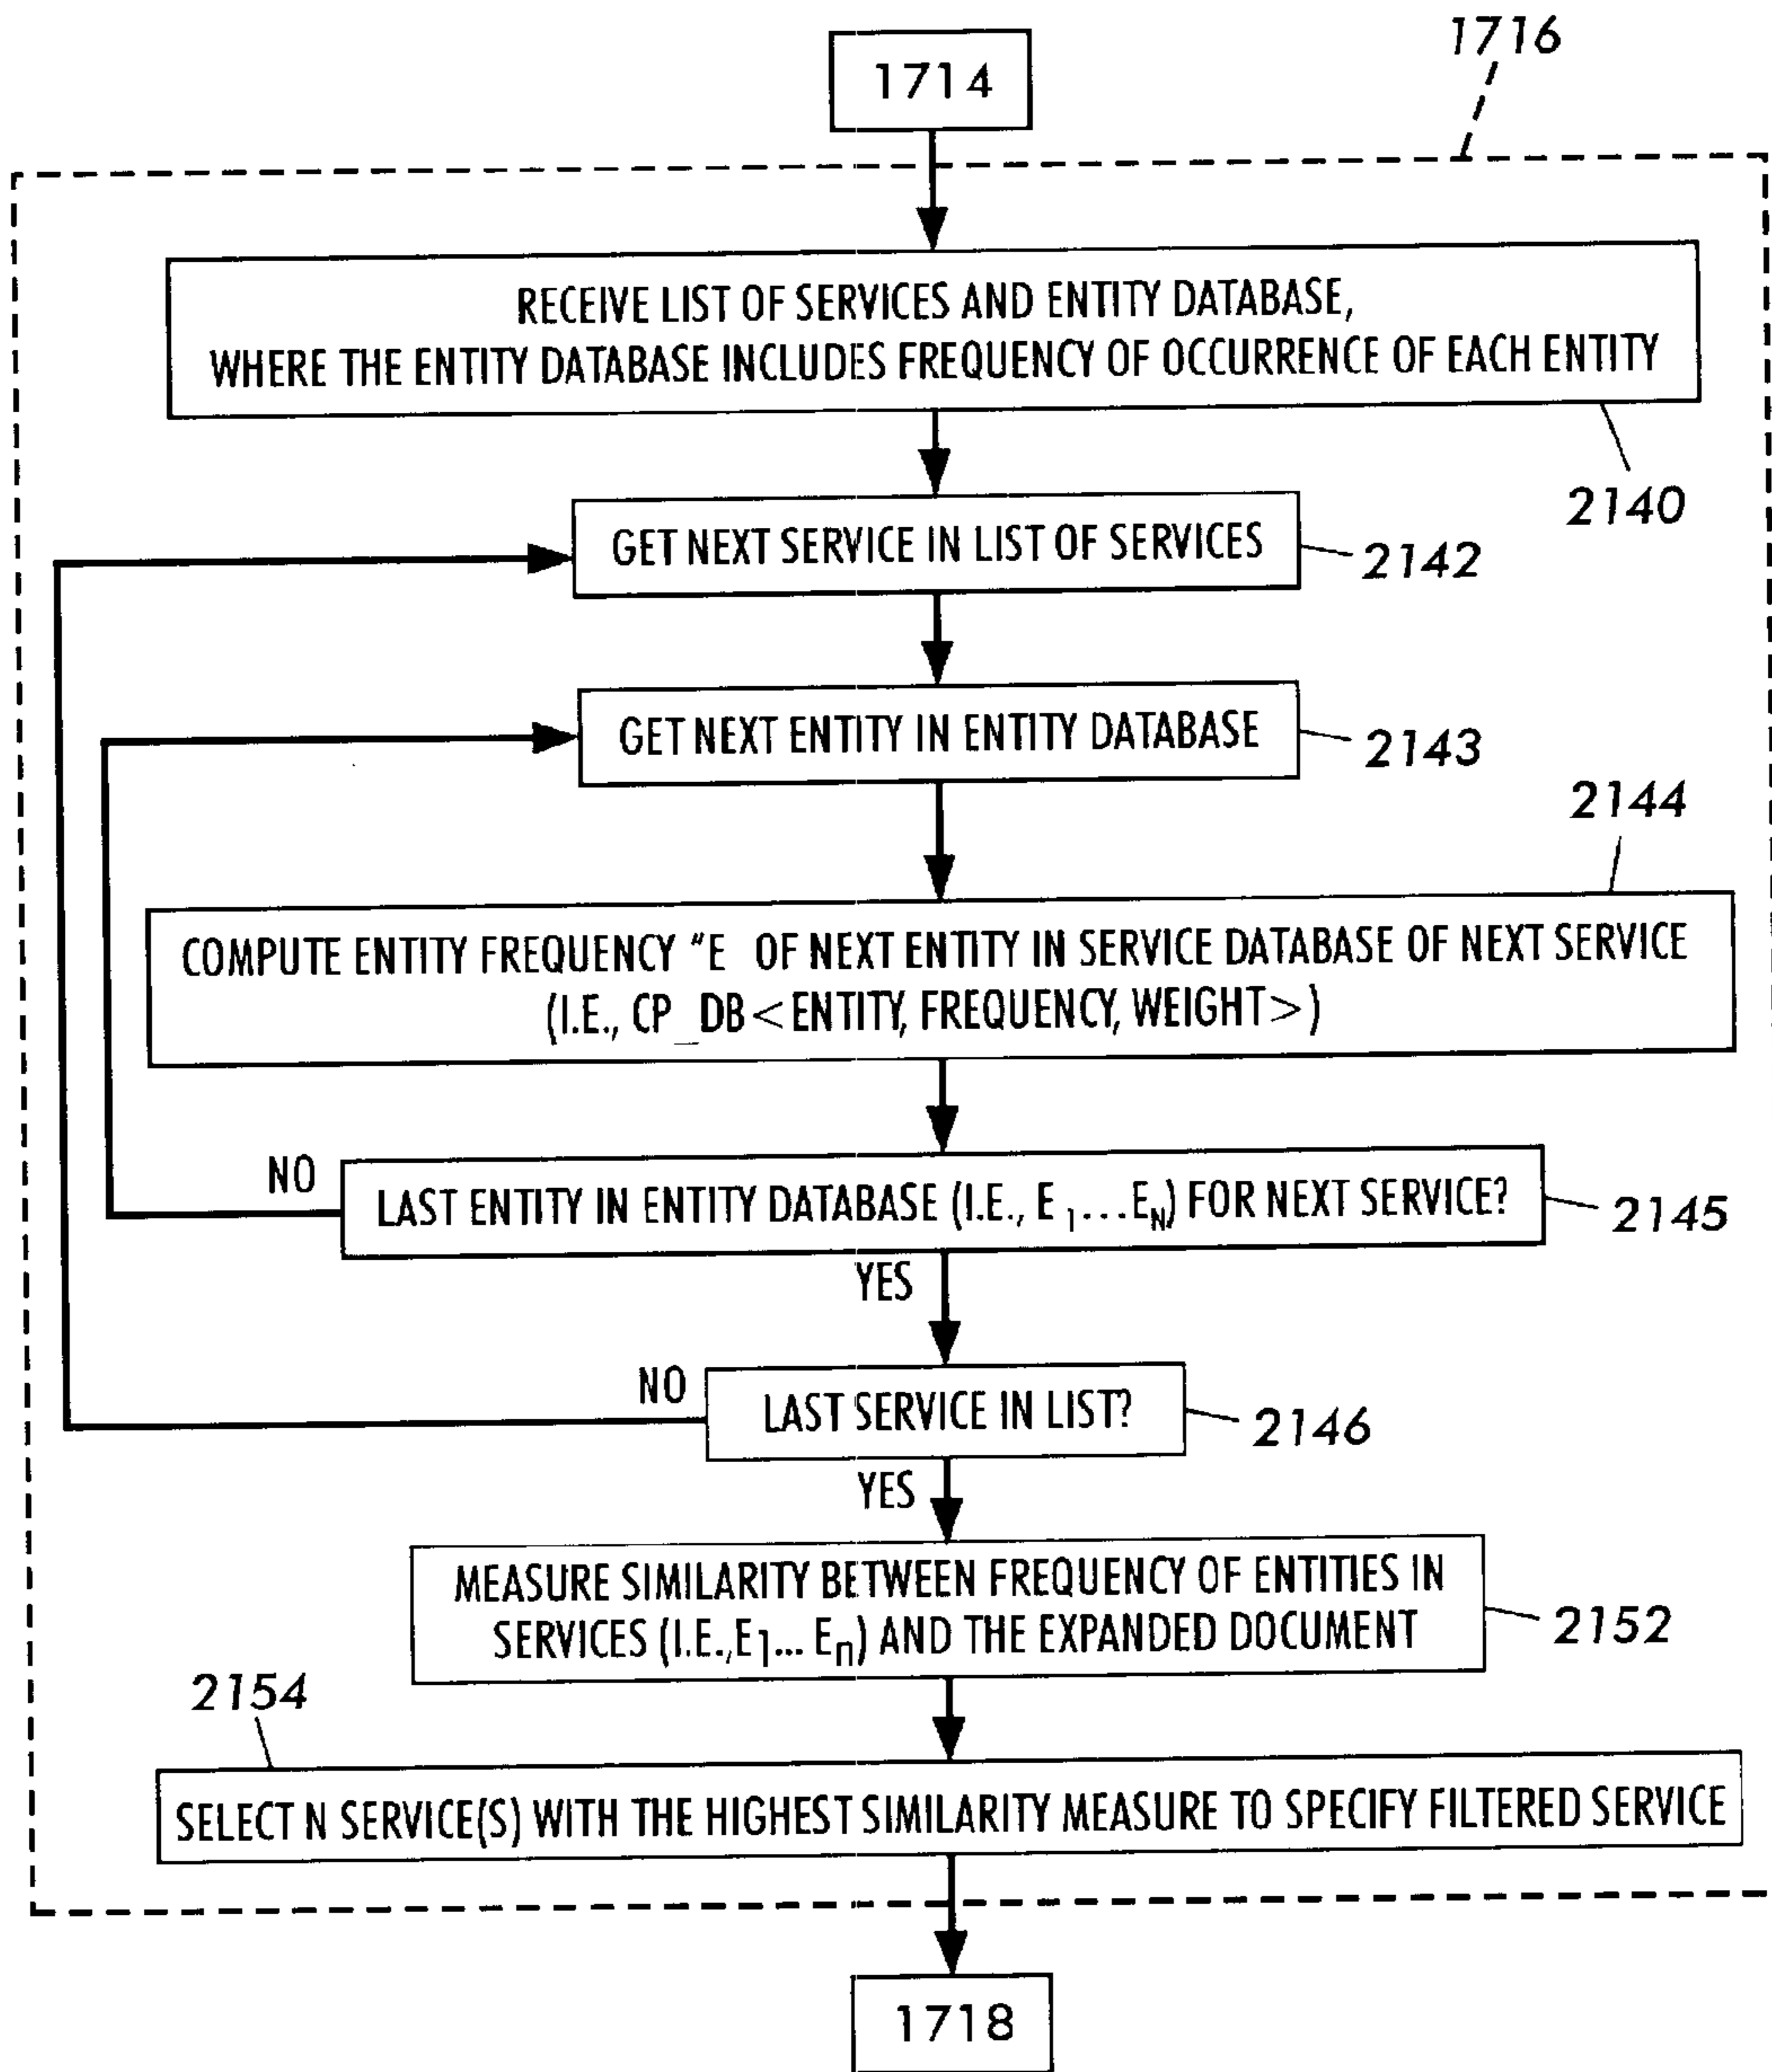 1716
1714
RECEIVE LIST OF SERVICES AND ENTITY DATABASE,
WHERE THE ENTITY DATABASE INCLUDES FREQUENCY OF OCCURRENCE OF EACH ENTITY
2140
GET NEXT SERVICE IN LIST OF SERVICES
2142
GET NEXT ENTITY IN ENTITY DATABASE
2143
2144
COMPUTE ENTITY FREQUENCY "E OF NEXT ENTITY IN SERVICE DATABASE OF NEXT SERVICE
(I.E., CP_DB<ENTITY, FREQUENCY, WEIGHT>)
NO
LAST ENTITY IN ENTITY DATABASE (I.E., E₁...E_N) FOR NEXT SERVICE?
2145
YES
NO
LAST SERVICE IN LIST?
2146
YES
MEASURE SIMILARITY BETWEEN FREQUENCY OF ENTITIES IN
SERVICES (I.E.,E₁... Eₙ) AND THE EXPANDED DOCUMENT
2152
2154
SELECT N SERVICE(S) WITH THE HIGHEST SIMILARITY MEASURE TO SPECIFY FILTERED SERVICE
1718